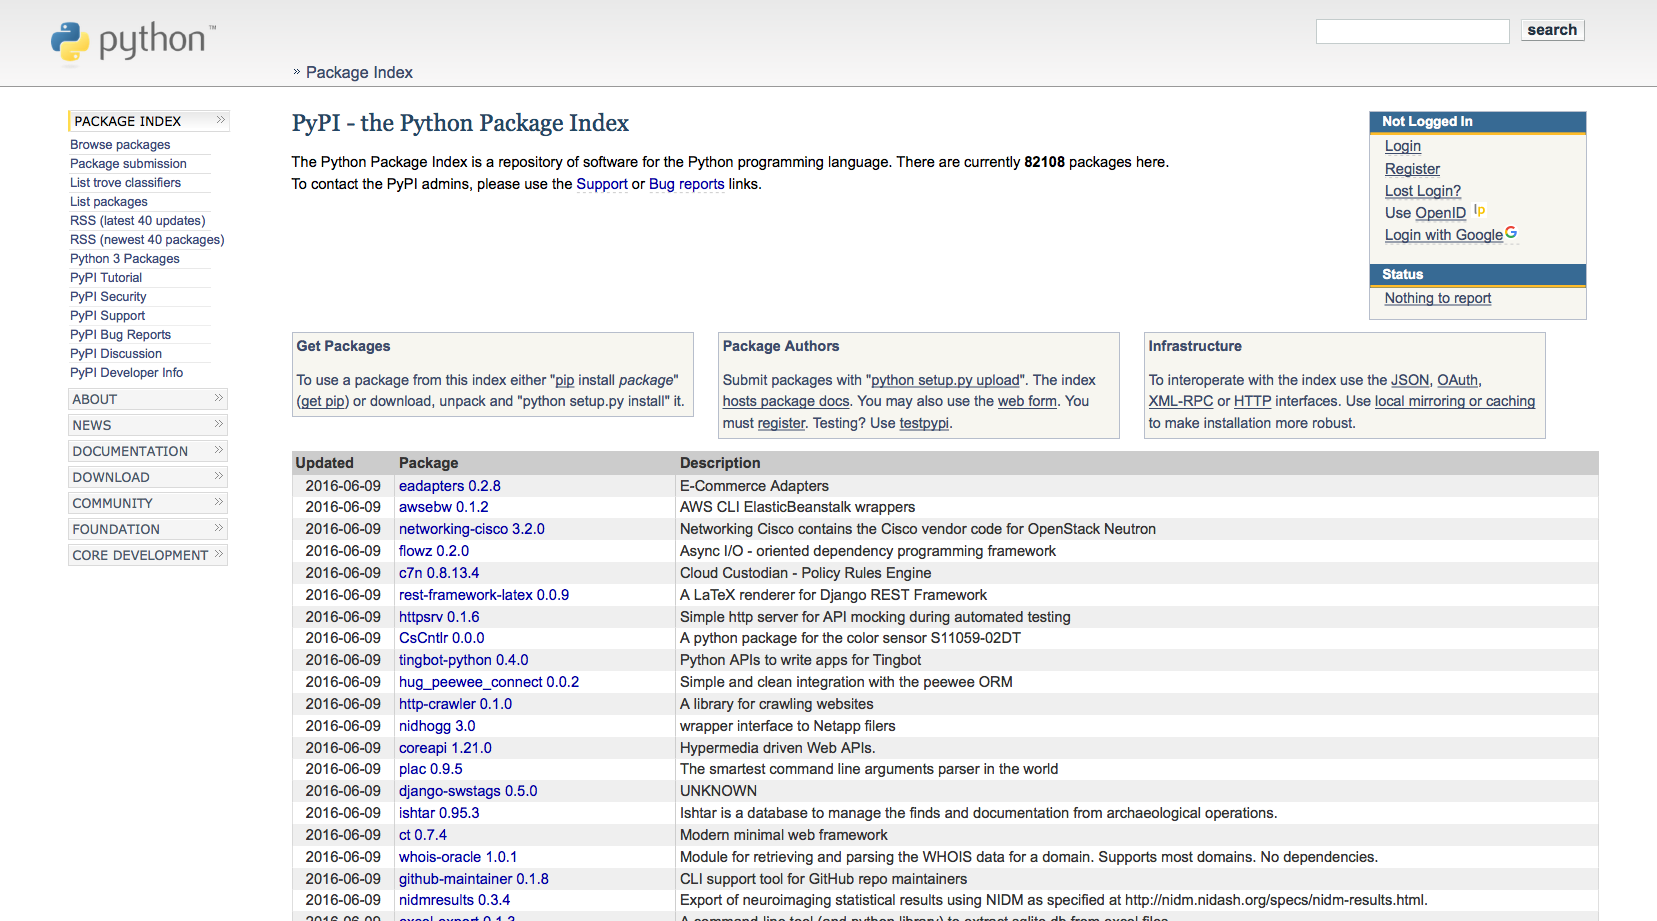 python™
search
» Package Index
PACKAGE INDEX »
Browse packages
Package submission
List trove classifiers
List packages
RSS (latest 40 updates)
RSS (newest 40 packages)
Python 3 Packages
PyPI Tutorial
PyPI Security
PyPI Support
PyPI Bug Reports
PyPI Discussion
PyPI Developer Info
ABOUT »
NEWS »
DOCUMENTATION »
DOWNLOAD »
COMMUNITY »
FOUNDATION »
CORE DEVELOPMENT »
PyPI - the Python Package Index
The Python Package Index is a repository of software for the Python programming language. There are currently 82108 packages here.
To contact the PyPI admins, please use the Support or Bug reports links.
Not Logged In
Login
Register
Lost Login?
Use OpenID lp
Login with Google G
Status
Nothing to report
Get Packages
To use a package from this index either "pip install package"
(get pip) or download, unpack and "python setup.py install" it.
Package Authors
Submit packages with "python setup.py upload". The index
hosts package docs. You may also use the web form. You
must register. Testing? Use testpypi.
Infrastructure
To interoperate with the index use the JSON, OAuth,
XML-RPC or HTTP interfaces. Use local mirroring or caching
to make installation more robust.
Updated Package Description
2016-06-09 eadapters 0.2.8 E-Commerce Adapters
2016-06-09 awsebw 0.1.2 AWS CLI ElasticBeanstalk wrappers
2016-06-09 networking-cisco 3.2.0 Networking Cisco contains the Cisco vendor code for OpenStack Neutron
2016-06-09 flowz 0.2.0 Async I/O - oriented dependency programming framework
2016-06-09 c7n 0.8.13.4 Cloud Custodian - Policy Rules Engine
2016-06-09 rest-framework-latex 0.0.9 A LaTeX renderer for Django REST Framework
2016-06-09 httpsrv 0.1.6 Simple http server for API mocking during automated testing
2016-06-09 CsCntlr 0.0.0 A python package for the color sensor S11059-02DT
2016-06-09 tingbot-python 0.4.0 Python APIs to write apps for Tingbot
2016-06-09 hug_peewee_connect 0.0.2 Simple and clean integration with the peewee ORM
2016-06-09 http-crawler 0.1.0 A library for crawling websites
2016-06-09 nidhogg 3.0 wrapper interface to Netapp filers
2016-06-09 coreapi 1.21.0 Hypermedia driven Web APIs.
2016-06-09 plac 0.9.5 The smartest command line arguments parser in the world
2016-06-09 django-swstags 0.5.0 UNKNOWN
2016-06-09 ishtar 0.95.3 Ishtar is a database to manage the finds and documentation from archaeological operations.
2016-06-09 ct 0.7.4 Modern minimal web framework
2016-06-09 whois-oracle 1.0.1 Module for retrieving and parsing the WHOIS data for a domain. Supports most domains. No dependencies.
2016-06-09 github-maintainer 0.1.8 CLI support tool for GitHub repo maintainers
2016-06-09 nidmresults 0.3.4 Export of neuroimaging statistical results using NIDM as specified at http://nidm.nidash.org/specs/nidm-results.html.
2016-06-09 excel-export 0.1.3 A command line tool (and python library) to extract sqlite db from excel files